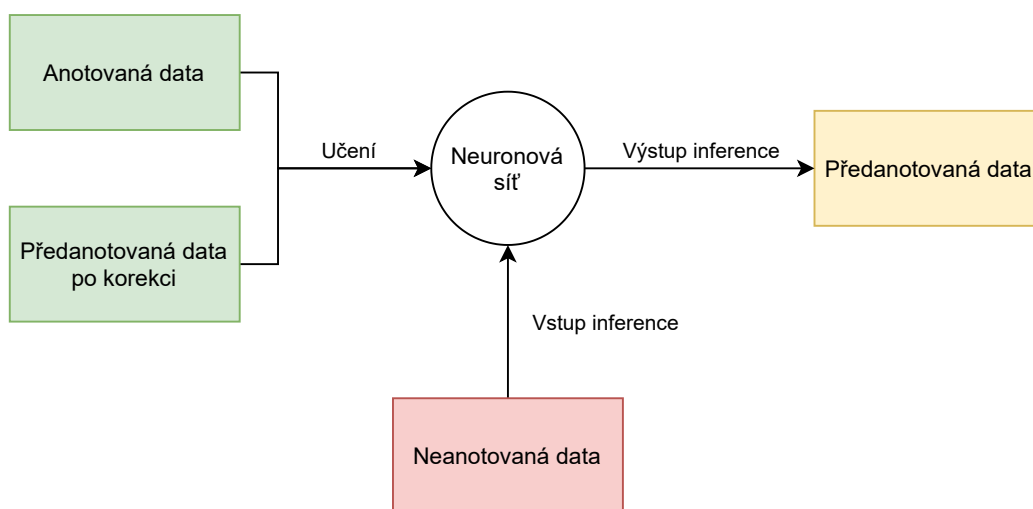 Anotovaná data
Učení
Neuronová
síť
Výstup inference
Předanotovaná data
Předanotovaná data
po korekci
Vstup inference
Neanotovaná data